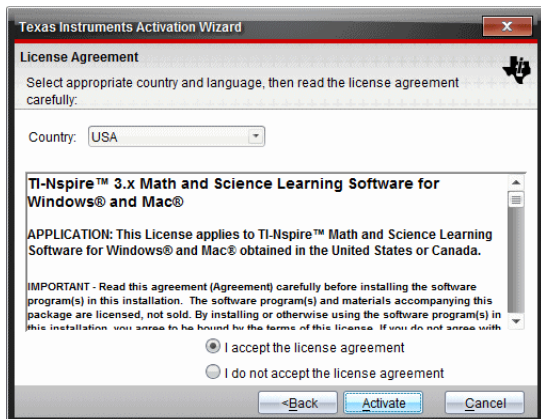 Texas Instruments Activation Wizard
License Agreement
Select appropriate country and language, then read the license agreement
carefully:
Country: USA
TI-Nspire™ 3.x Math and Science Learning Software for
Windows® and Mac®
APPLICATION: This License applies to TI-Nspire™ Math and Science Learning
Software for Windows® and Mac® obtained in the United States or Canada.
IMPORTANT - Read this agreement (Agreement) carefully before installing the software
program(s) in this installation. The software program(s) and materials accompanying this
package are licensed, not sold. By installing or otherwise using the software program(s) in
this installation, you agree to be bound by the terms of this license. If you do not agree with
I accept the license agreement
I do not accept the license agreement
<Back Activate Cancel